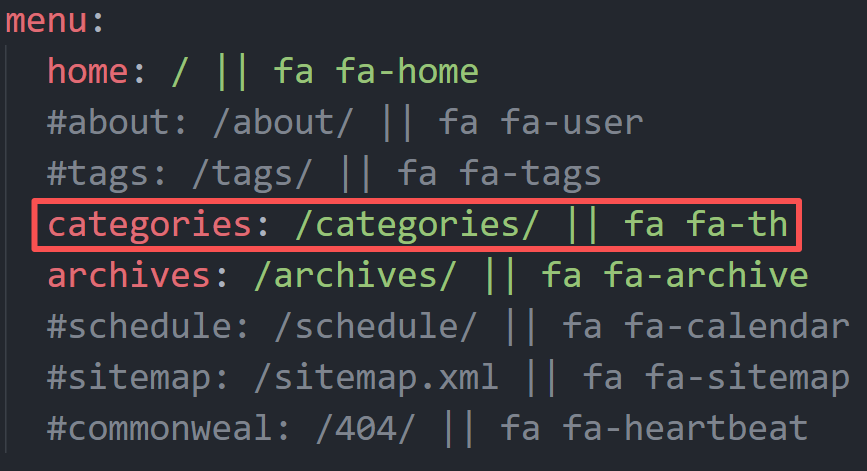 menu:
home: / || fa fa-home
#about: /about/ || fa fa-user
#tags: /tags/ || fa fa-tags
categories: /categories/ || fa fa-th
archives: /archives/ || fa fa-archive
#schedule: /schedule/ || fa fa-calendar
#sitemap: /sitemap.xml || fa fa-sitemap
#commonweal: /404/ || fa fa-heartbeat